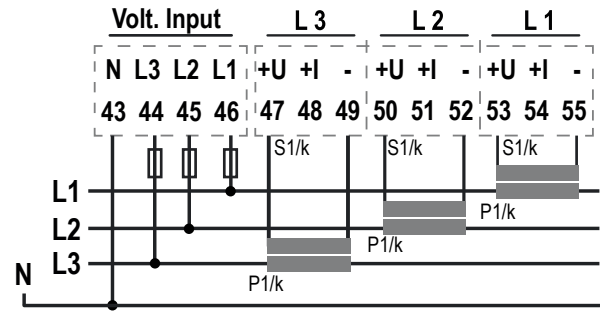 Volt. Input L 3 L 2 L 1
N L3 L2 L1 +U +I - +U +I - +U +I -
43 44 45 46 47 48 49 50 51 52 53 54 55
S1/k S1/k S1/k
L1
P1/k
L2
P1/k
L3
N
P1/k